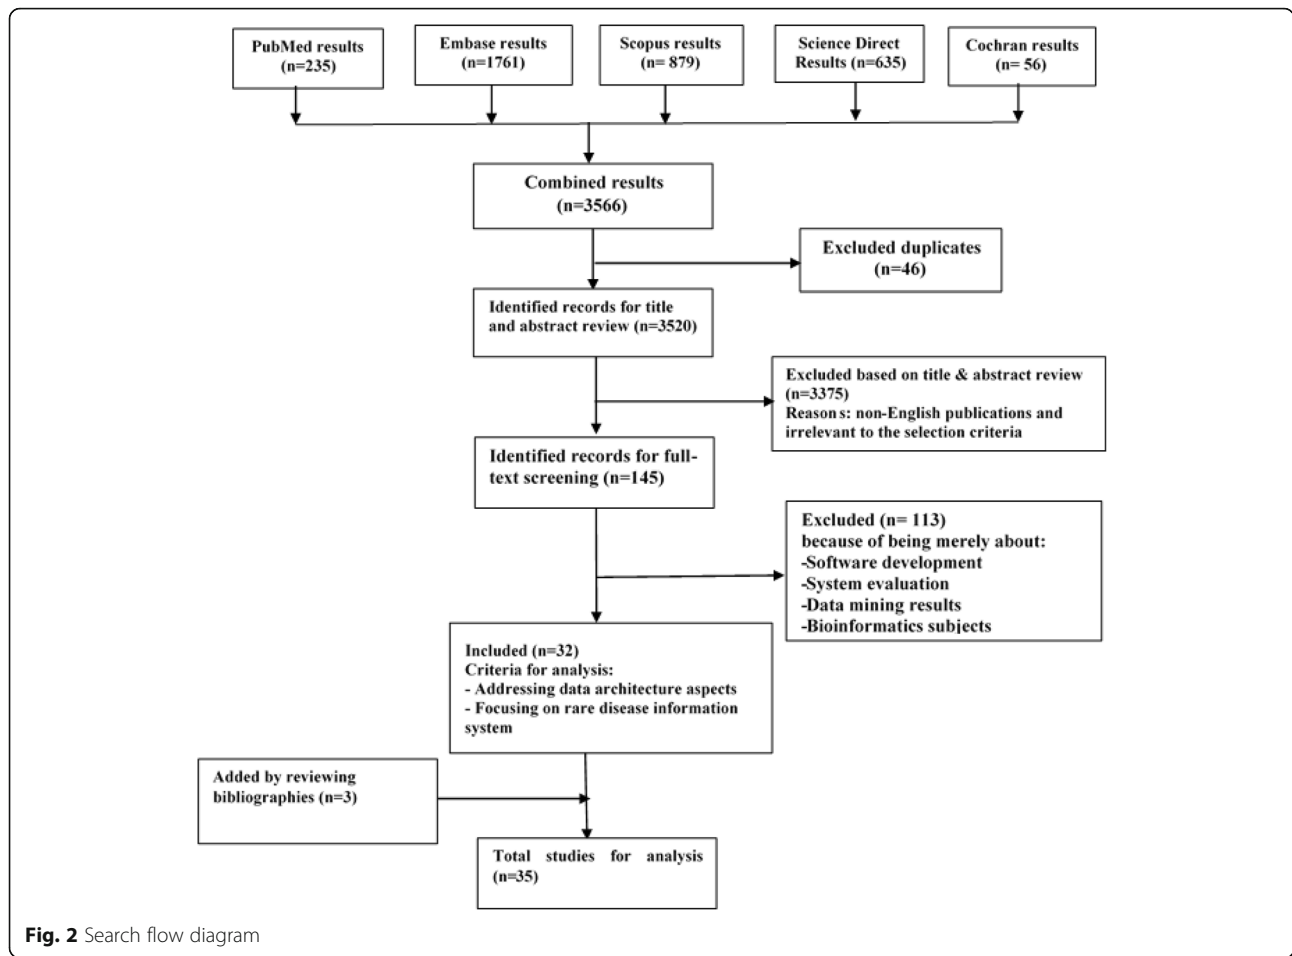 PubMed results
(n=235)
Embase results
(n=1761)
Scopus results
(n= 879)
Science Direct
Results (n=635)
Cochran results
(n= 56)
Combined results
(n=3566)
Excluded duplicates
(n=46)
Identified records for title
and abstract review (n=3520)
Excluded based on title & abstract review
(n=3375)
Reasons: non-English publications and
irrelevant to the selection criteria
Identified records for full-
text screening (n=145)
Excluded (n= 113)
because of being merely about:
-Software development
-System evaluation
-Data mining results
-Bioinformatics subjects
Included (n=32)
Criteria for analysis:
- Addressing data architecture aspects
- Focusing on rare disease information
system
Added by reviewing
bibliographies (n=3)
Total studies for analysis
(n=35)
Fig. 2 Search flow diagram